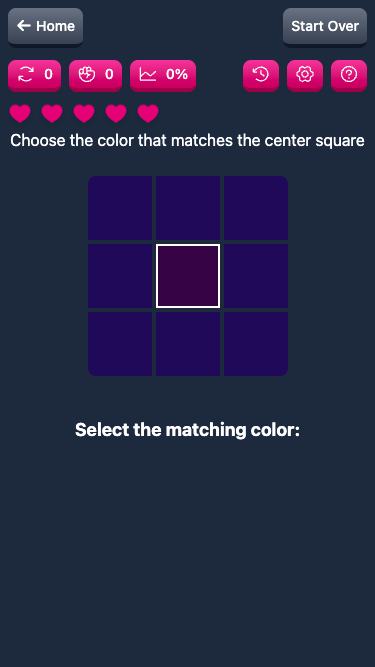 Home
Start Over
0
0
0%
Choose the color that matches the center square
Select the matching color: